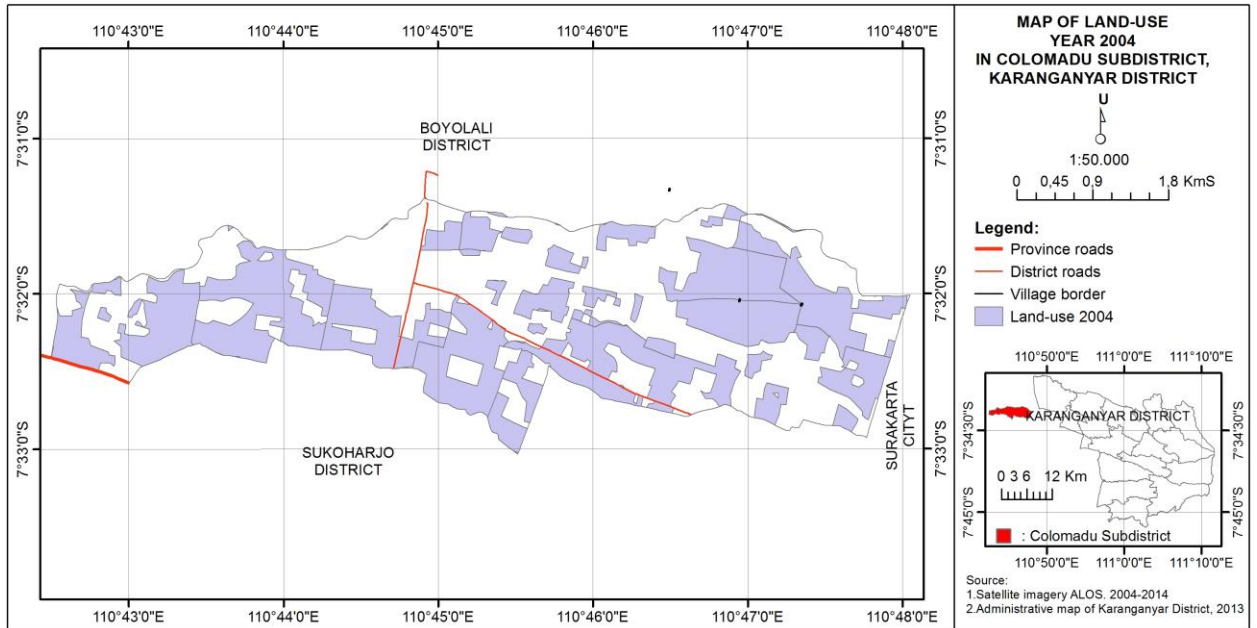 110°43'0"E 110°44'0"E 110°45'0"E 110°46'0"E 110°47'0"E 110°48'0"E
7°31'0"S
7°32'0"S
7°33'0"S
BOYOLALI
DISTRICT
SUKOHARJO
DISTRICT
SURAKARTA
CITYT
7°31'0"S
7°32'0"S
7°33'0"S
110°43'0"E 110°44'0"E 110°45'0"E 110°46'0"E 110°47'0"E 110°48'0"E
MAP OF LAND-USE
YEAR 2004
IN COLOMADU SUBDISTRICT,
KARANGANYAR DISTRICT
U
1:50.000
0 0,45 0,9 1,8 KmS
Legend:
Province roads
District roads
Village border
Land-use 2004
110°50'0"E 111°0'0"E 111°10'0"E
7°34'30"S
7°45'0"S
KARANGANYAR DISTRICT
0 3 6 12 Km
: Colomadu Subdistrict
7°34'30"S
7°45'0"S
110°50'0"E 111°0'0"E 111°10'0"E
Source:
1.Satellite imagery ALOS. 2004-2014
2.Administrative map of Karanganyar District, 2013